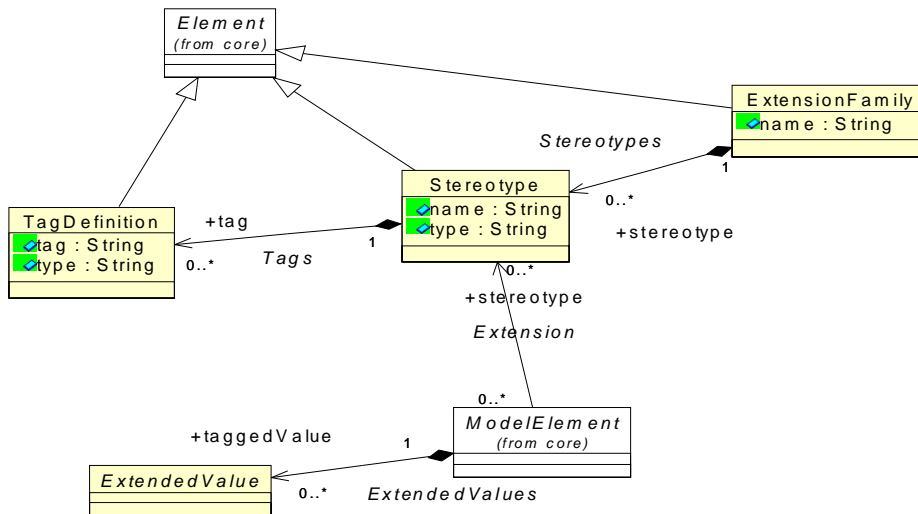 Element
(from core)
ExtensionFamily
name : String
Stereotypes
1
0..*
+stereotype
Stereotype
name : String
type : String
TagDefinition
tag : String
type : String
+tag
1
0..*
Tags
0..*
+stereotype
Extension
0..*
ModelElement
(from core)
+taggedValue
1
ExtendedValue
0..*
ExtendedValues